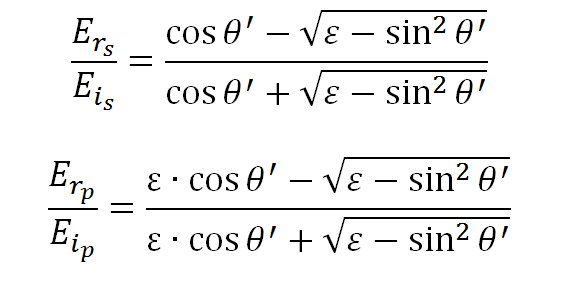 E_{r_s}/E_{i_s} = (cos θ′ − √(ε − sin² θ′))/(cos θ′ + √(ε − sin² θ′))
E_{r_p}/E_{i_p} = (ε · cos θ′ − √(ε − sin² θ′))/(ε · cos θ′ + √(ε − sin² θ′))